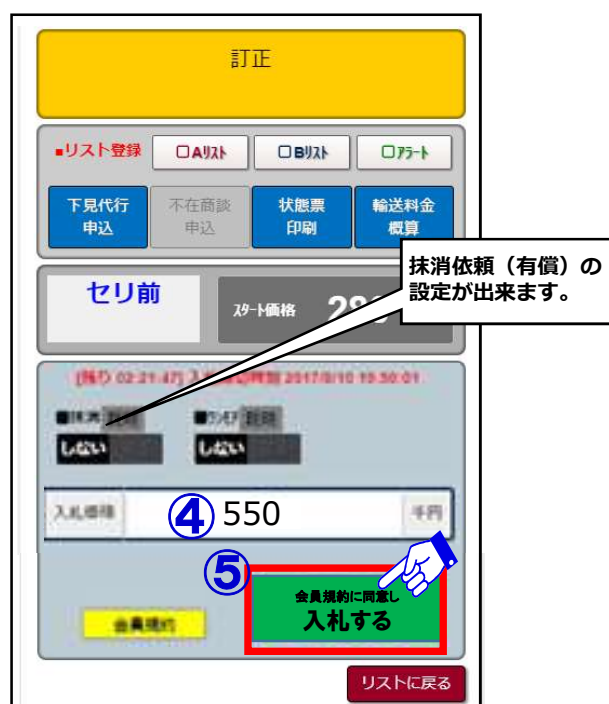 訂正
■リスト登録 □Aリスト □Bリスト □アラート
下見代行
申込
不在商談
申込
状態票
印刷
輸送料金
概算
抹消依頼（有償）の
設定が出来ます。
セリ前
スタート価格
[残り 02:21:47]
しない しない
入札価格 ④ 550 千円
⑤
会員規約
会員規約に同意し
入札する
リストに戻る